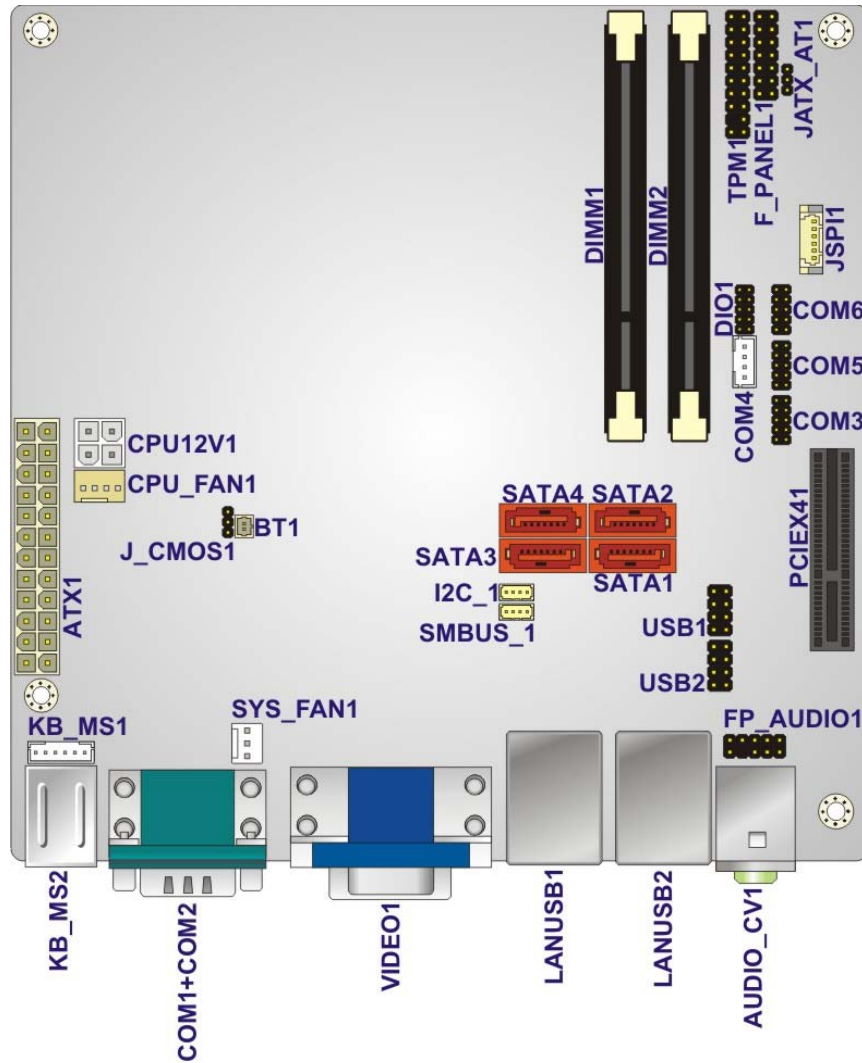 TPM1
F_PANEL1
JATX_AT1
DIMM1
DIMM2
JSPI1
DIO1
COM6
COM5
COM4
COM3
CPU12V1
CPU_FAN1
BT1
J_CMOS1
ATX1
SATA4
SATA2
SATA3
SATA1
PCIEX41
I2C_1
SMBUS_1
USB1
USB2
KB_MS1
SYS_FAN1
FP_AUDIO1
KB_MS2
COM1+COM2
VIDEO1
LANUSB1
LANUSB2
AUDIO_CV1